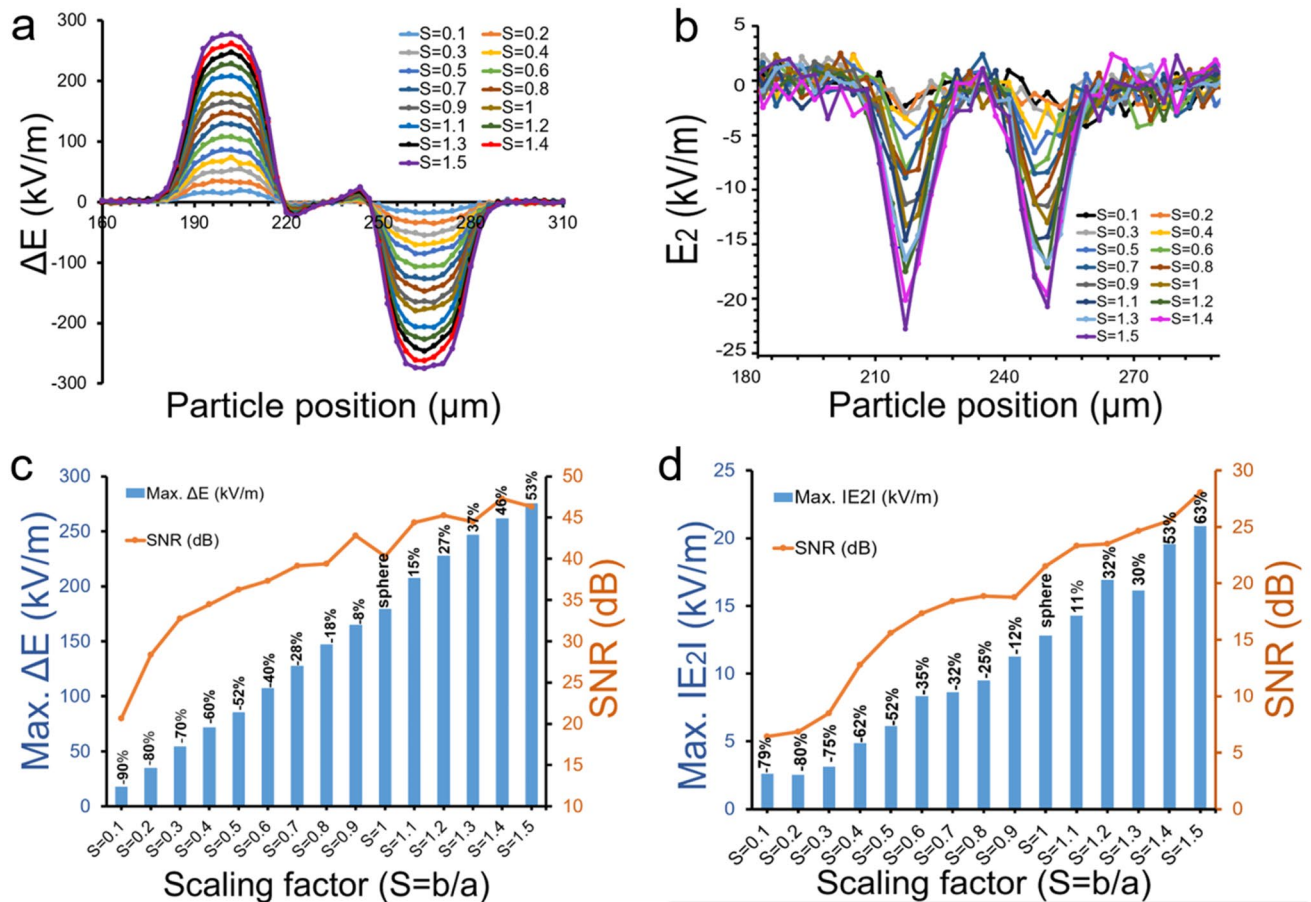 a
300
200
100
0
-100
-200
-300
ΔE (kV/m)
160
190
220
250
280
310
Particle position (µm)
S=0.1 S=0.2
S=0.3 S=0.4
S=0.5 S=0.6
S=0.7 S=0.8
S=0.9 S=1
S=1.1 S=1.2
S=1.3 S=1.4
S=1.5
b
5
0
-5
-10
-15
-20
-25
E2 (kV/m)
180
210
240
270
Particle position (µm)
S=0.1 S=0.2
S=0.3 S=0.4
S=0.5 S=0.6
S=0.7 S=0.8
S=0.9 S=1
S=1.1 S=1.2
S=1.3 S=1.4
S=1.5
c
300
250
200
150
100
50
0
Max. ΔE (kV/m)
Max. ΔE (kV/m)
SNR (dB)
-90%
-80%
-70%
-60%
-52%
-40%
-28%
-18%
-8%
sphere
15%
27%
37%
46%
53%
50
45
40
35
30
25
20
15
10
SNR (dB)
S=0.1
S=0.2
S=0.3
S=0.4
S=0.5
S=0.6
S=0.7
S=0.8
S=0.9
S=1
S=1.1
S=1.2
S=1.3
S=1.4
S=1.5
Scaling factor (S=b/a)
d
25
20
15
10
5
0
Max. IE2I (kV/m)
Max. IE2I (kV/m)
SNR (dB)
-79%
-80%
-75%
-62%
-52%
-35%
-32%
-25%
-12%
sphere
11%
32%
30%
53%
63%
30
25
20
15
10
5
0
SNR (dB)
S=0.1
S=0.2
S=0.3
S=0.4
S=0.5
S=0.6
S=0.7
S=0.8
S=0.9
S=1
S=1.1
S=1.2
S=1.3
S=1.4
S=1.5
Scaling factor (S=b/a)